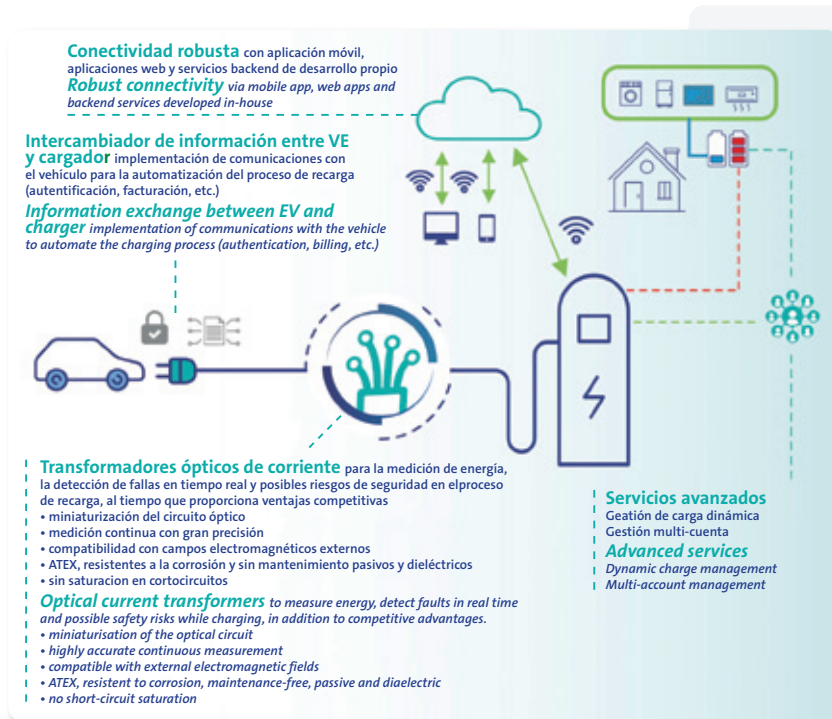 Conectividad robusta con aplicación móvil,
aplicaciones web y servicios backend de desarrollo propio
Robust connectivity via mobile app, web apps and
backend services developed in-house
Intercambiador de información entre VE
y cargador implementación de comunicaciones con
el vehículo para la automatización del proceso de recarga
(autentificación, facturación, etc.)
Information exchange between EV and
charger implementation of communications with the vehicle
to automate the charging process (authentication, billing, etc.)
Transformadores ópticos de corriente para la medición de energía,
la detección de fallas en tiempo real y posibles riesgos de seguridad en elproceso
de recarga, al tiempo que proporciona ventajas competitivas
• miniaturización del circuito óptico
• medición continua con gran precisión
• compatibilidad con campos electromagnéticos externos
• ATEX, resistentes a la corrosión y sin mantenimiento pasivos y dieléctricos
• sin saturacion en cortocircuitos
Optical current transformers to measure energy, detect faults in real time
and possible safety risks while charging, in addition to competitive advantages.
• miniaturisation of the optical circuit
• highly accurate continuous measurement
• compatible with external electromagnetic fields
• ATEX, resistent to corrosion, maintenance-free, passive and diaelectric
• no short-circuit saturation
Servicios avanzados
Geatión de carga dinámica
Gestión multi-cuenta
Advanced services
Dynamic charge management
Multi-account management